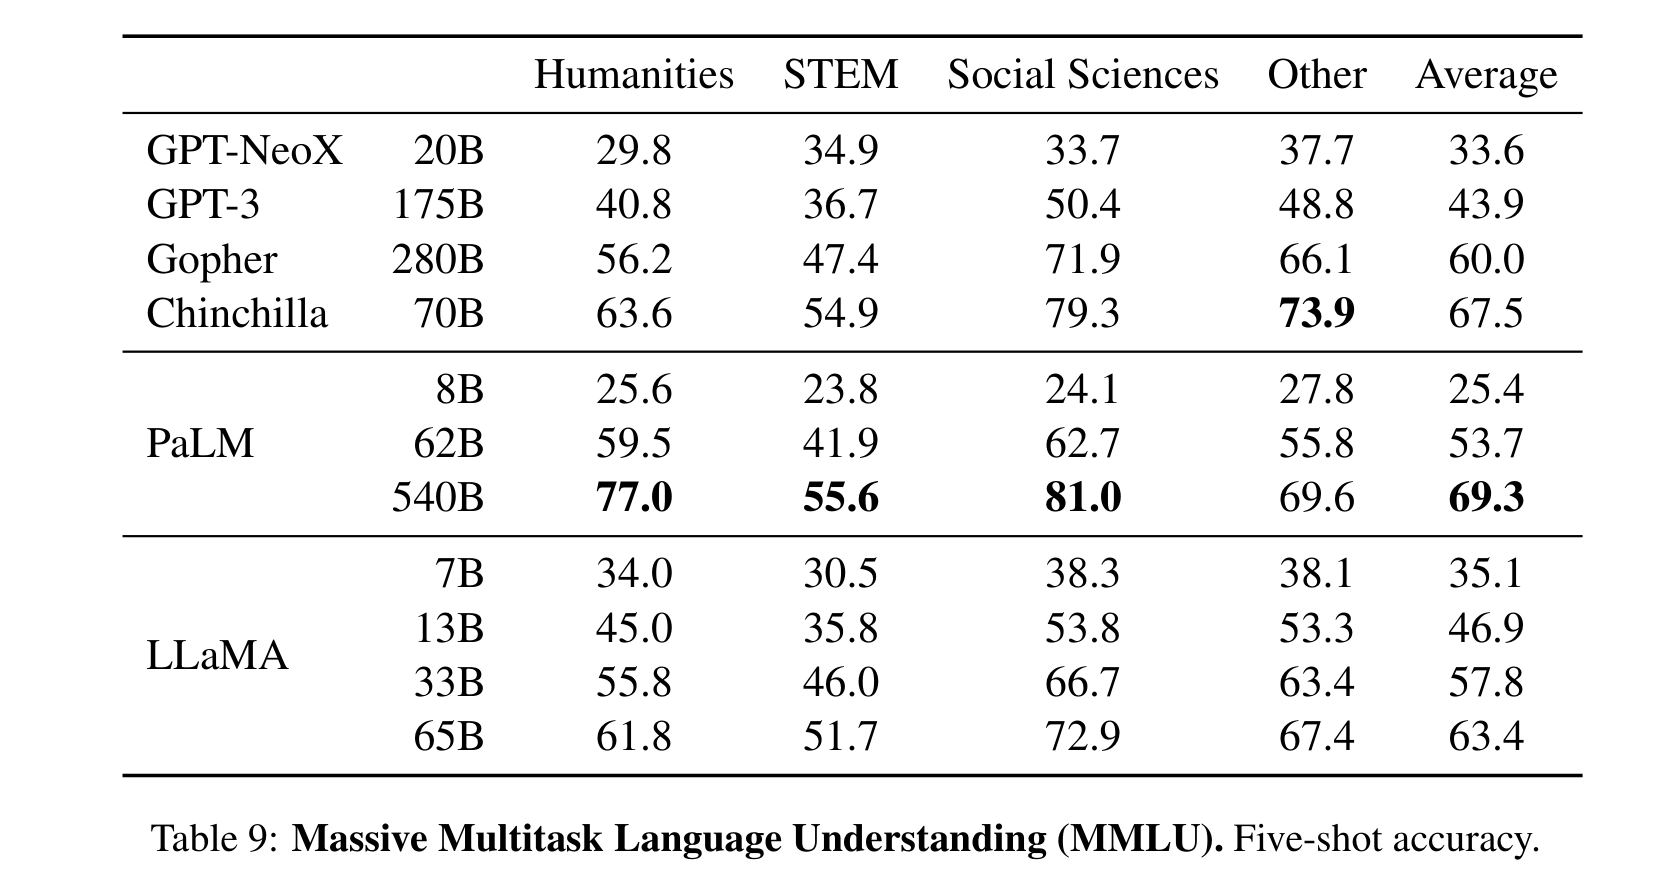 Humanities STEM Social Sciences Other Average
GPT-NeoX 20B 29.8 34.9 33.7 37.7 33.6
GPT-3 175B 40.8 36.7 50.4 48.8 43.9
Gopher 280B 56.2 47.4 71.9 66.1 60.0
Chinchilla 70B 63.6 54.9 79.3 73.9 67.5
8B 25.6 23.8 24.1 27.8 25.4
PaLM 62B 59.5 41.9 62.7 55.8 53.7
540B 77.0 55.6 81.0 69.6 69.3
7B 34.0 30.5 38.3 38.1 35.1
13B 45.0 35.8 53.8 53.3 46.9
LLaMA
33B 55.8 46.0 66.7 63.4 57.8
65B 61.8 51.7 72.9 67.4 63.4
Table 9: Massive Multitask Language Understanding (MMLU). Five-shot accuracy.